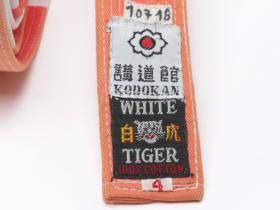 10718
講道館
KODOKAN
WHITE
白虎
TIGER
100% COTTON
4